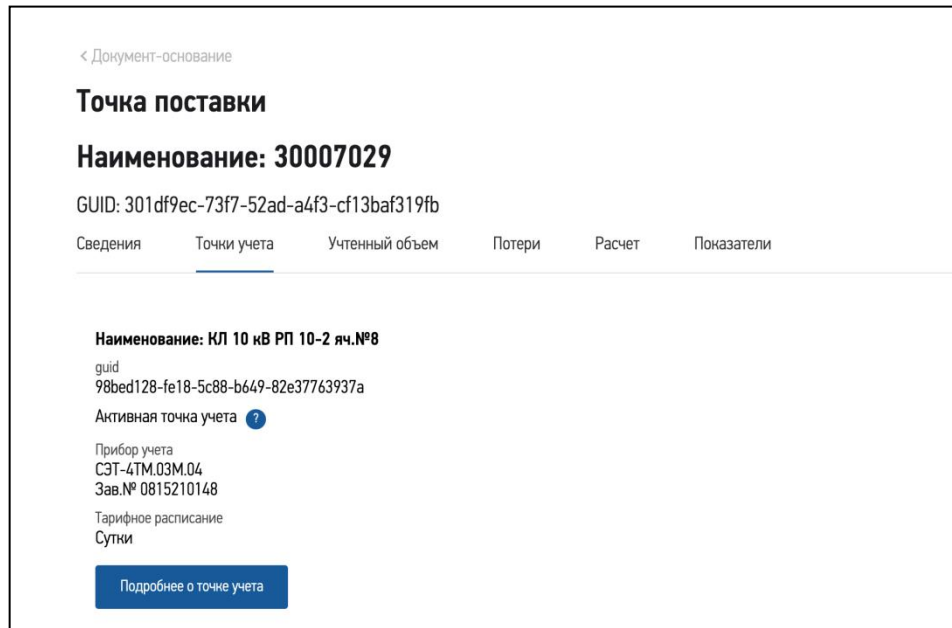 < Документ-основание
Точка поставки
Наименование: 30007029
GUID: 301df9ec-73f7-52ad-a4f3-cf13baf319fb
Сведения Точки учета Учтенный объем Потери Расчет Показатели
Наименование: КЛ 10 кВ РП 10-2 яч.№8
guid
98bed128-fe18-5c88-b649-82e37763937a
Активная точка учета ?
Прибор учета
СЭТ-4ТМ.03М.04
Зав.№ 0815210148
Тарифное расписание
Сутки
Подробнее о точке учета